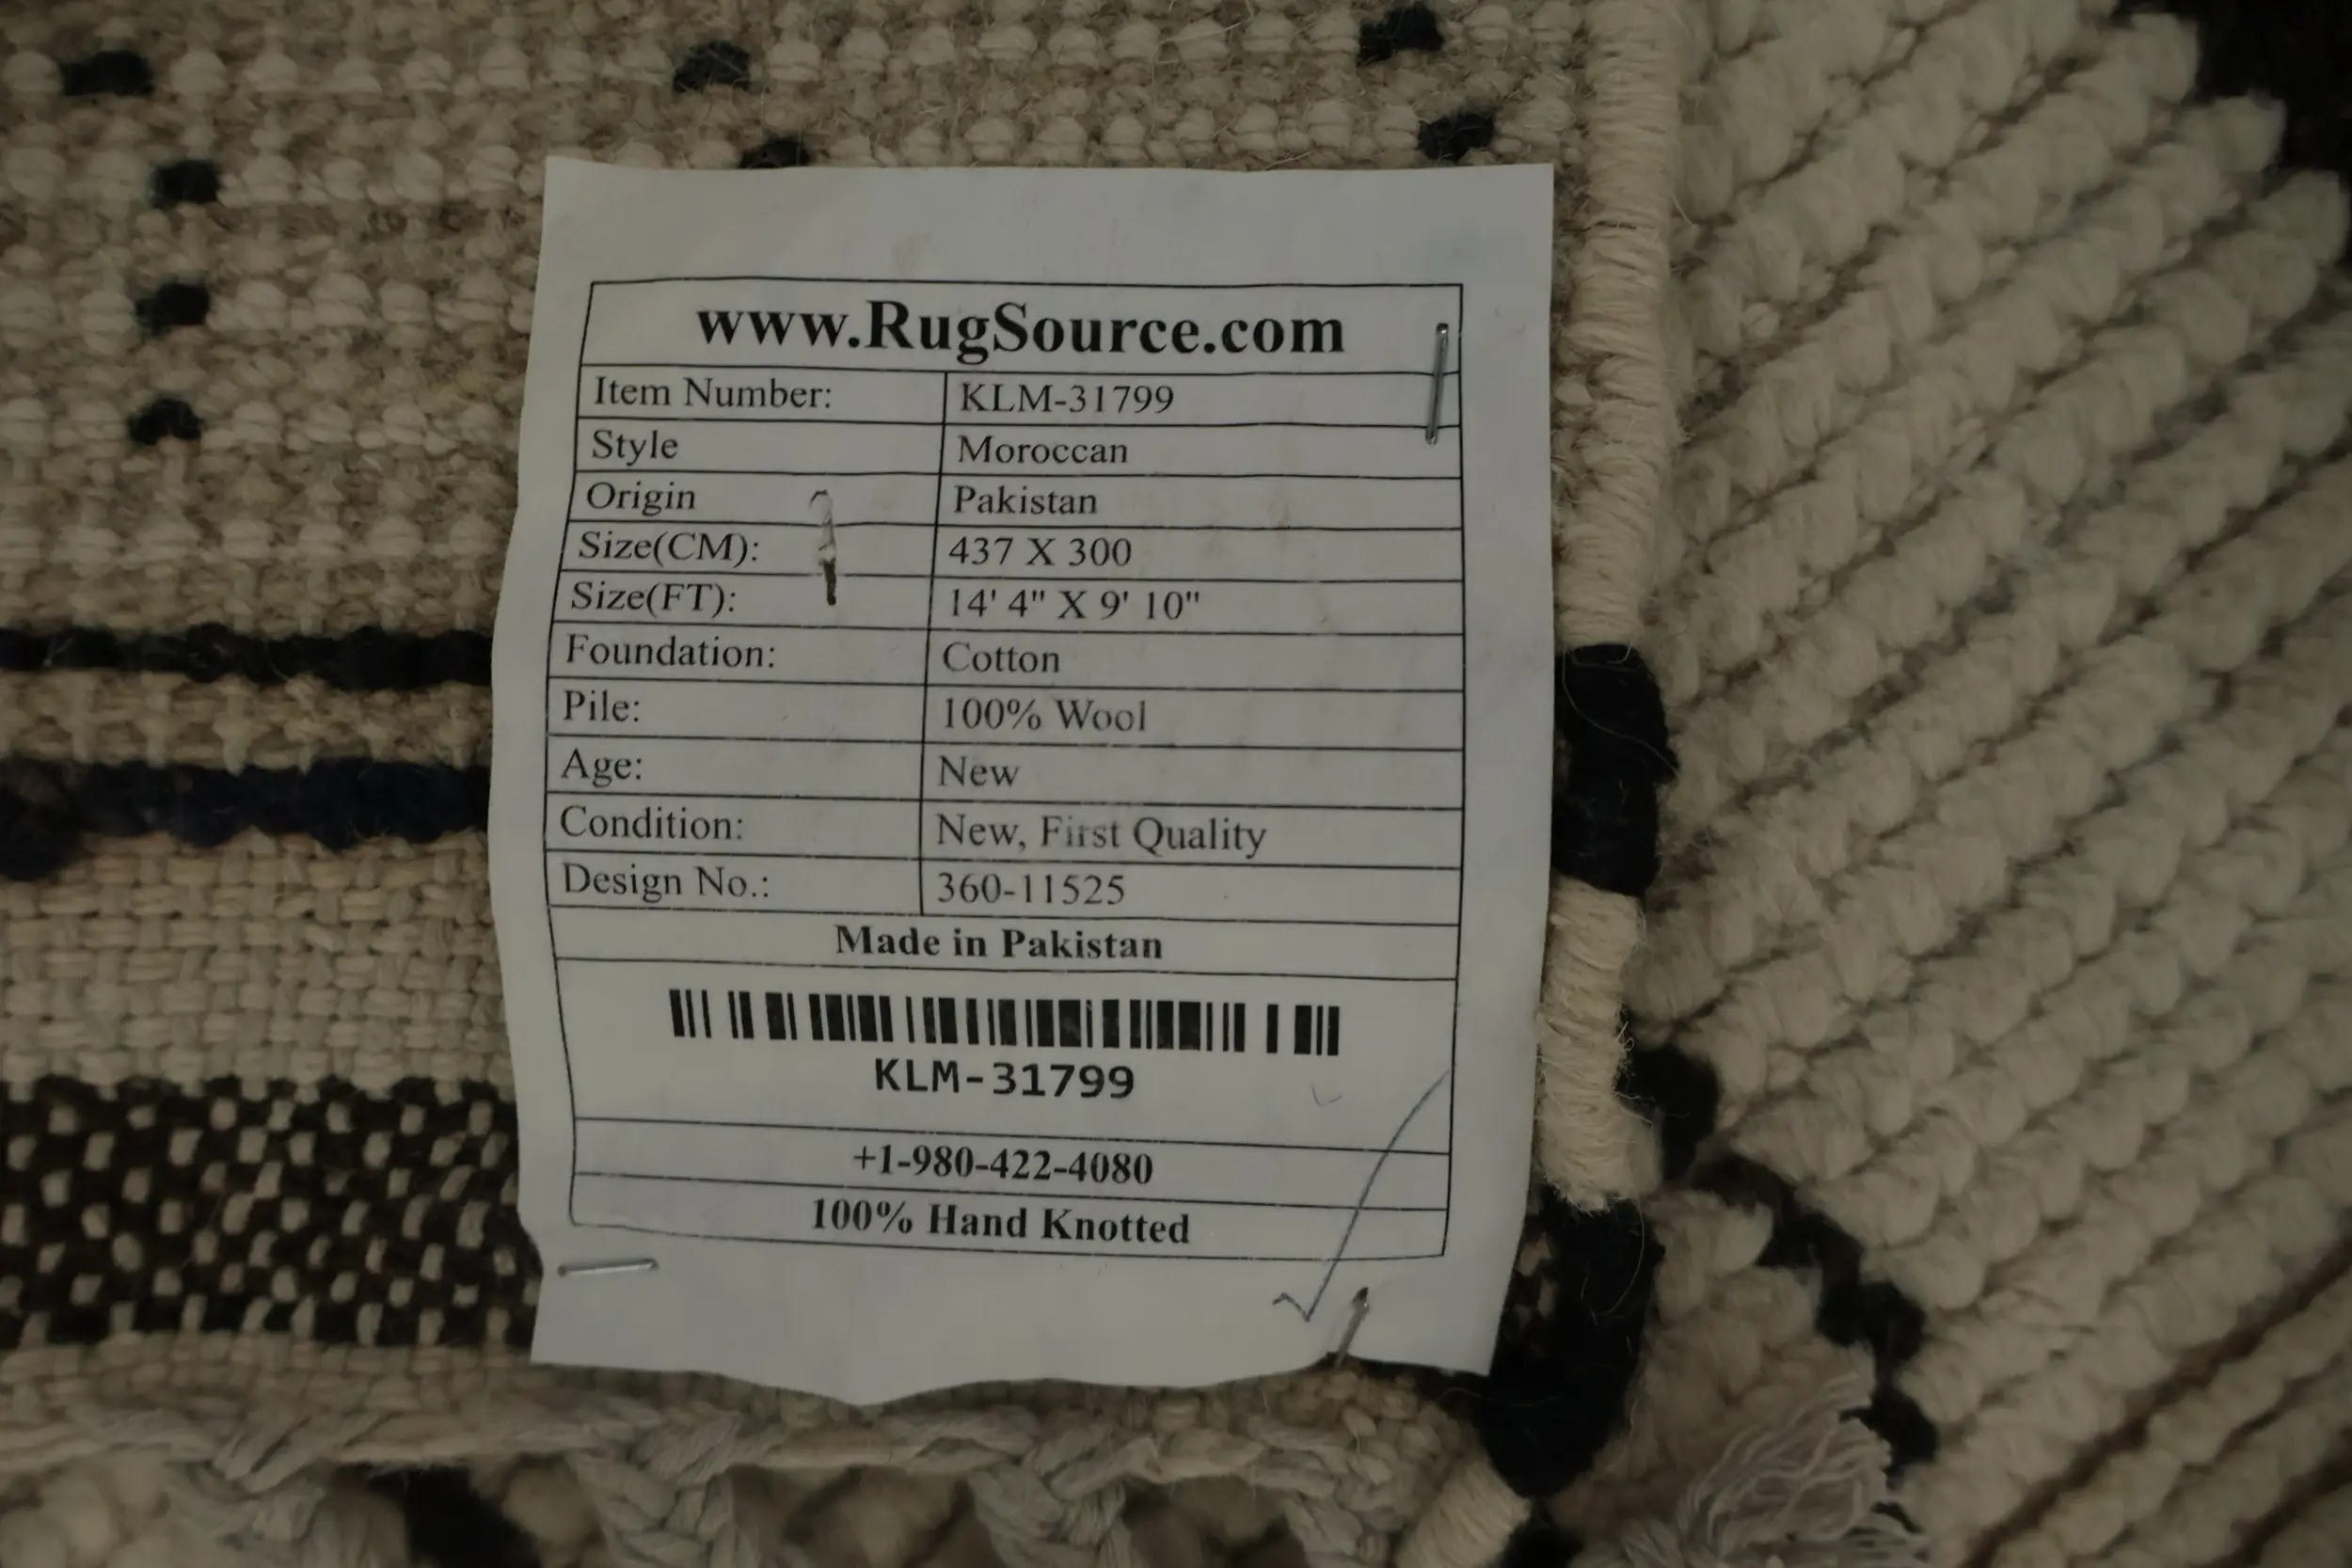 www.RugSource.com
Item Number: KLM-31799
Style Moroccan
Origin Pakistan
Size(CM): 437 X 300
Size(FT): 14' 4" X 9' 10"
Foundation: Cotton
Pile: 100% Wool
Age: New
Condition: New, First Quality
Design No.: 360-11525
Made in Pakistan
KLM-31799
+1-980-422-4080
100% Hand Knotted